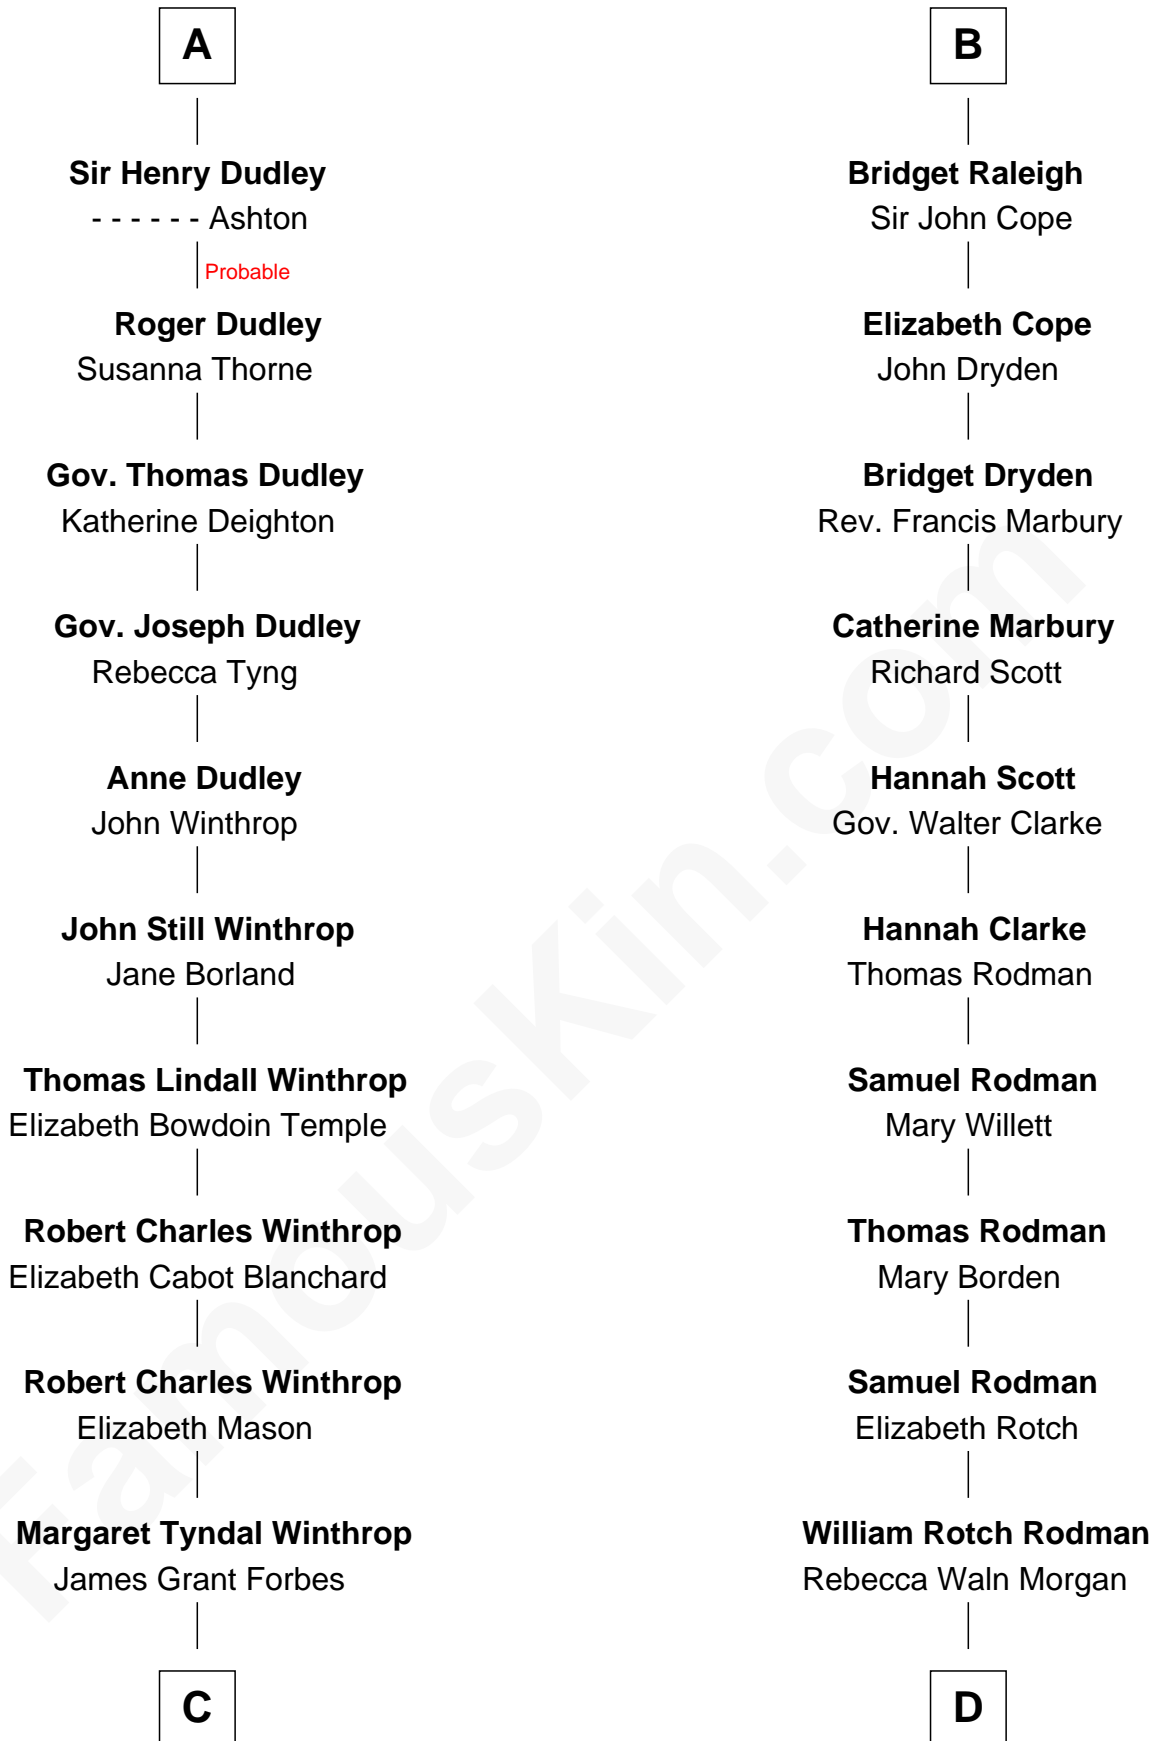 A
Sir Henry Dudley
- - - - - - Ashton
Probable
Roger Dudley
Susanna Thorne
Gov. Thomas Dudley
Katherine Deighton
Gov. Joseph Dudley
Rebecca Tyng
Anne Dudley
John Winthrop
John Still Winthrop
Jane Borland
Thomas Lindall Winthrop
Elizabeth Bowdoin Temple
Robert Charles Winthrop
Elizabeth Cabot Blanchard
Robert Charles Winthrop
Elizabeth Mason
Margaret Tyndal Winthrop
James Grant Forbes
C
B
Bridget Raleigh
Sir John Cope
Elizabeth Cope
John Dryden
Bridget Dryden
Rev. Francis Marbury
Catherine Marbury
Richard Scott
Hannah Scott
Gov. Walter Clarke
Hannah Clarke
Thomas Rodman
Samuel Rodman
Mary Willett
Thomas Rodman
Mary Borden
Samuel Rodman
Elizabeth Rotch
William Rotch Rodman
Rebecca Waln Morgan
D
FamousKin.com